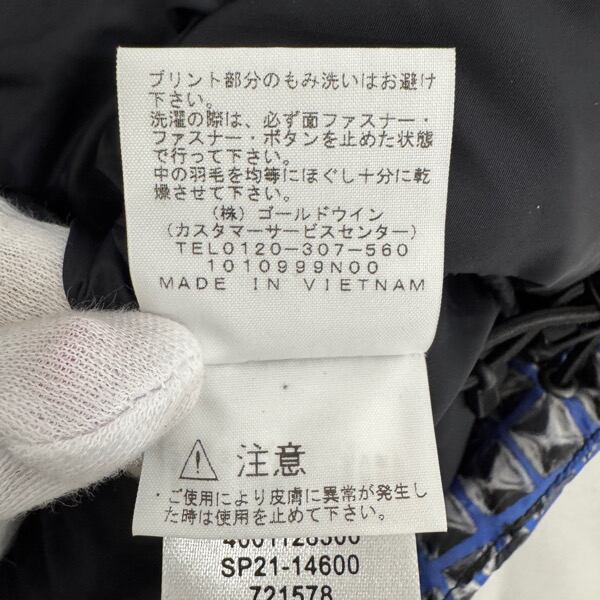 プリント部分のもみ洗いはお避け
下さい。
洗濯の際は、必ず面ファスナー・
ファスナー・ボタンを止めた状態
で行って下さい。
中の羽毛を均等にほぐし十分に乾
燥させて下さい。
(株) ゴールドウイン
(カスタマーサービスセンター)
TEL0120-307-560
1010999N00
MADE IN VIETNAM
注意
・ご使用により皮膚に異常が発生し
た時は使用を止めて下さい。
SP21-14600
721578